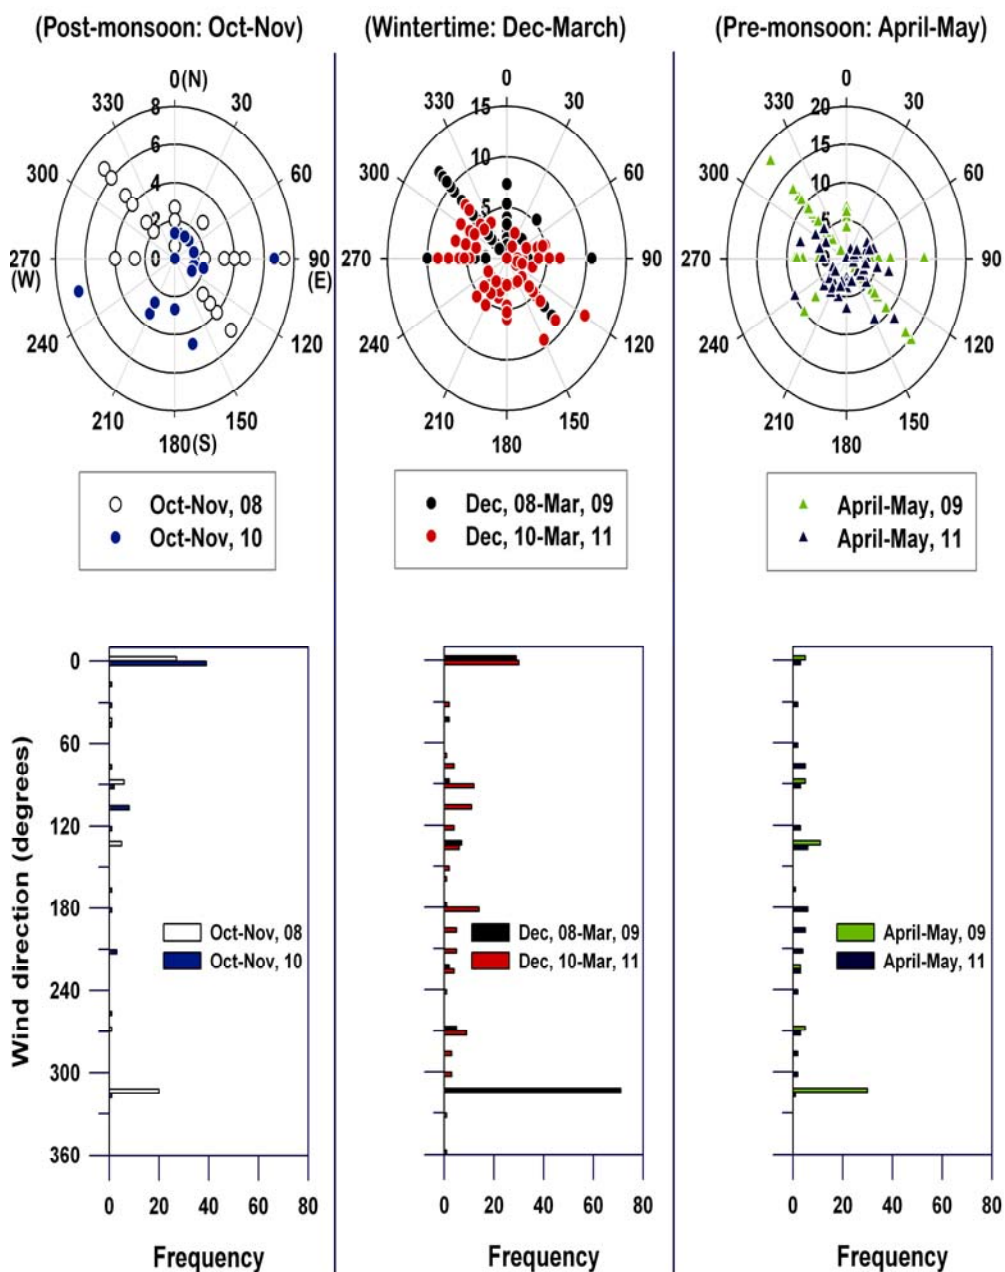 (Post-monsoon: Oct-Nov)
0(N)
330
30
300
60
270
(W)
90
(E)
240
120
210
150
180(S)
8
6
4
2
0
Oct-Nov, 08
Oct-Nov, 10
(Wintertime: Dec-March)
0
330
30
300
60
270
90
240
120
210
150
180
15
10
5
Dec, 08-Mar, 09
Dec, 10-Mar, 11
(Pre-monsoon: April-May)
0
330
30
300
60
270
90
240
120
210
150
180
20
15
10
5
April-May, 09
April-May, 11
Wind direction (degrees)
0
60
120
180
240
300
360
Oct-Nov, 08
Oct-Nov, 10
0 20 40 60 80
Frequency
Dec, 08-Mar, 09
Dec, 10-Mar, 11
0 20 40 60 80
Frequency
April-May, 09
April-May, 11
0 20 40 60 80
Frequency